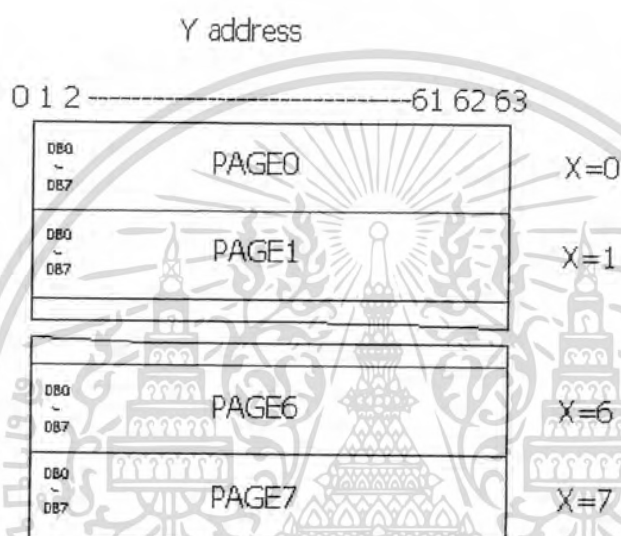 Y address
0 1 2 ---------------------------------- 61 62 63
DB0
~
DB7
PAGE0
X=0
DB0
~
DB7
PAGE1
X=1
DB0
~
DB7
PAGE6
X=6
DB0
~
DB7
PAGE7
X=7